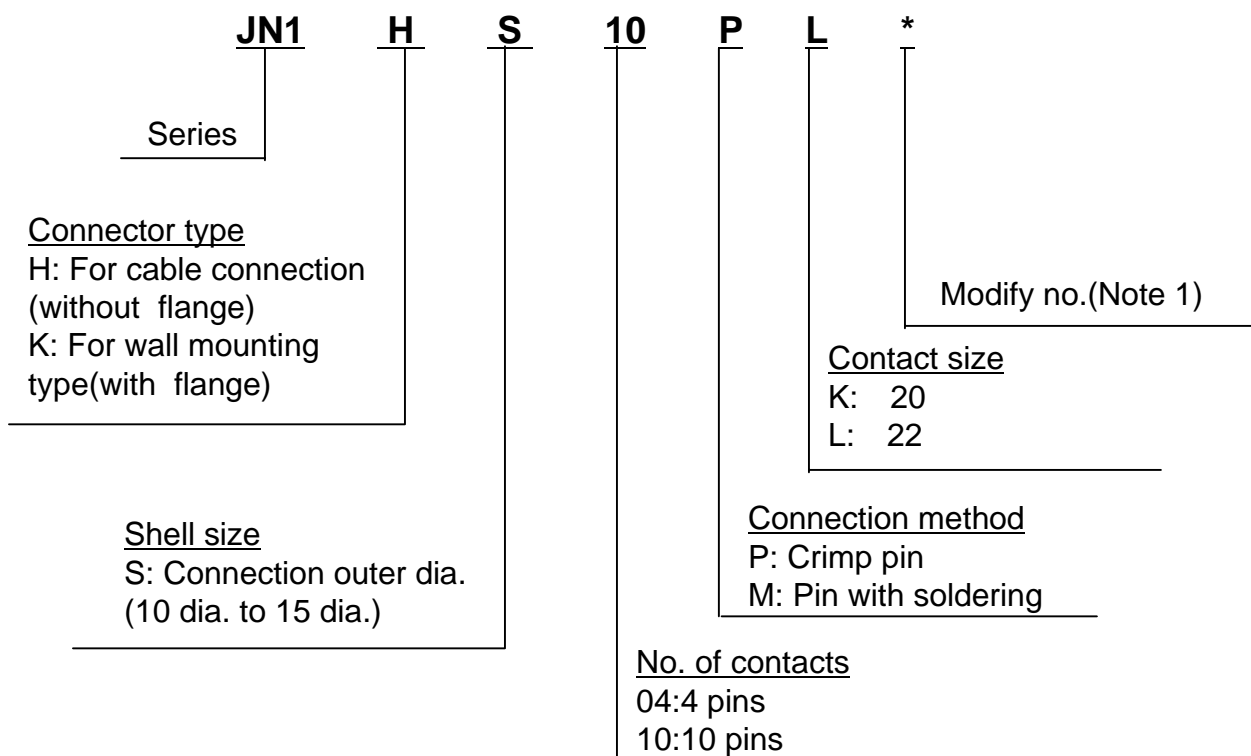 JN1 H S 10 P L *
Series
Connector type
H: For cable connection
(without flange)
K: For wall mounting
type(with flange)
Modify no.(Note 1)
Contact size
K: 20
L: 22
Shell size
S: Connection outer dia.
(10 dia. to 15 dia.)
Connection method
P: Crimp pin
M: Pin with soldering
No. of contacts
04:4 pins
10:10 pins